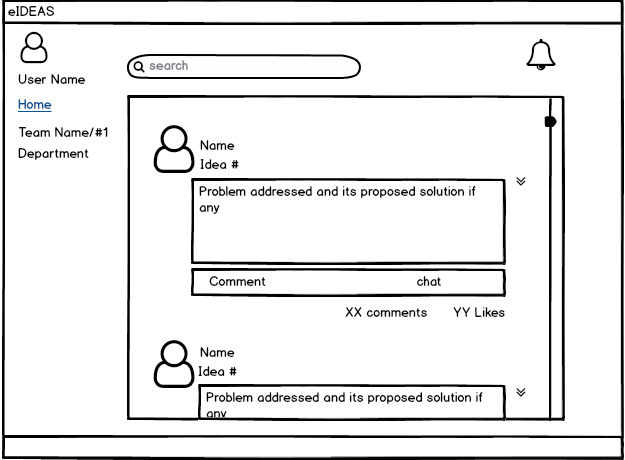 eIDEAS
User Name
Home
Team Name/#1
Department
search
Name
Idea #
Problem addressed and its proposed solution if
any
Comment chat
XX comments YY Likes
Name
Idea #
Problem addressed and its proposed solution if
any